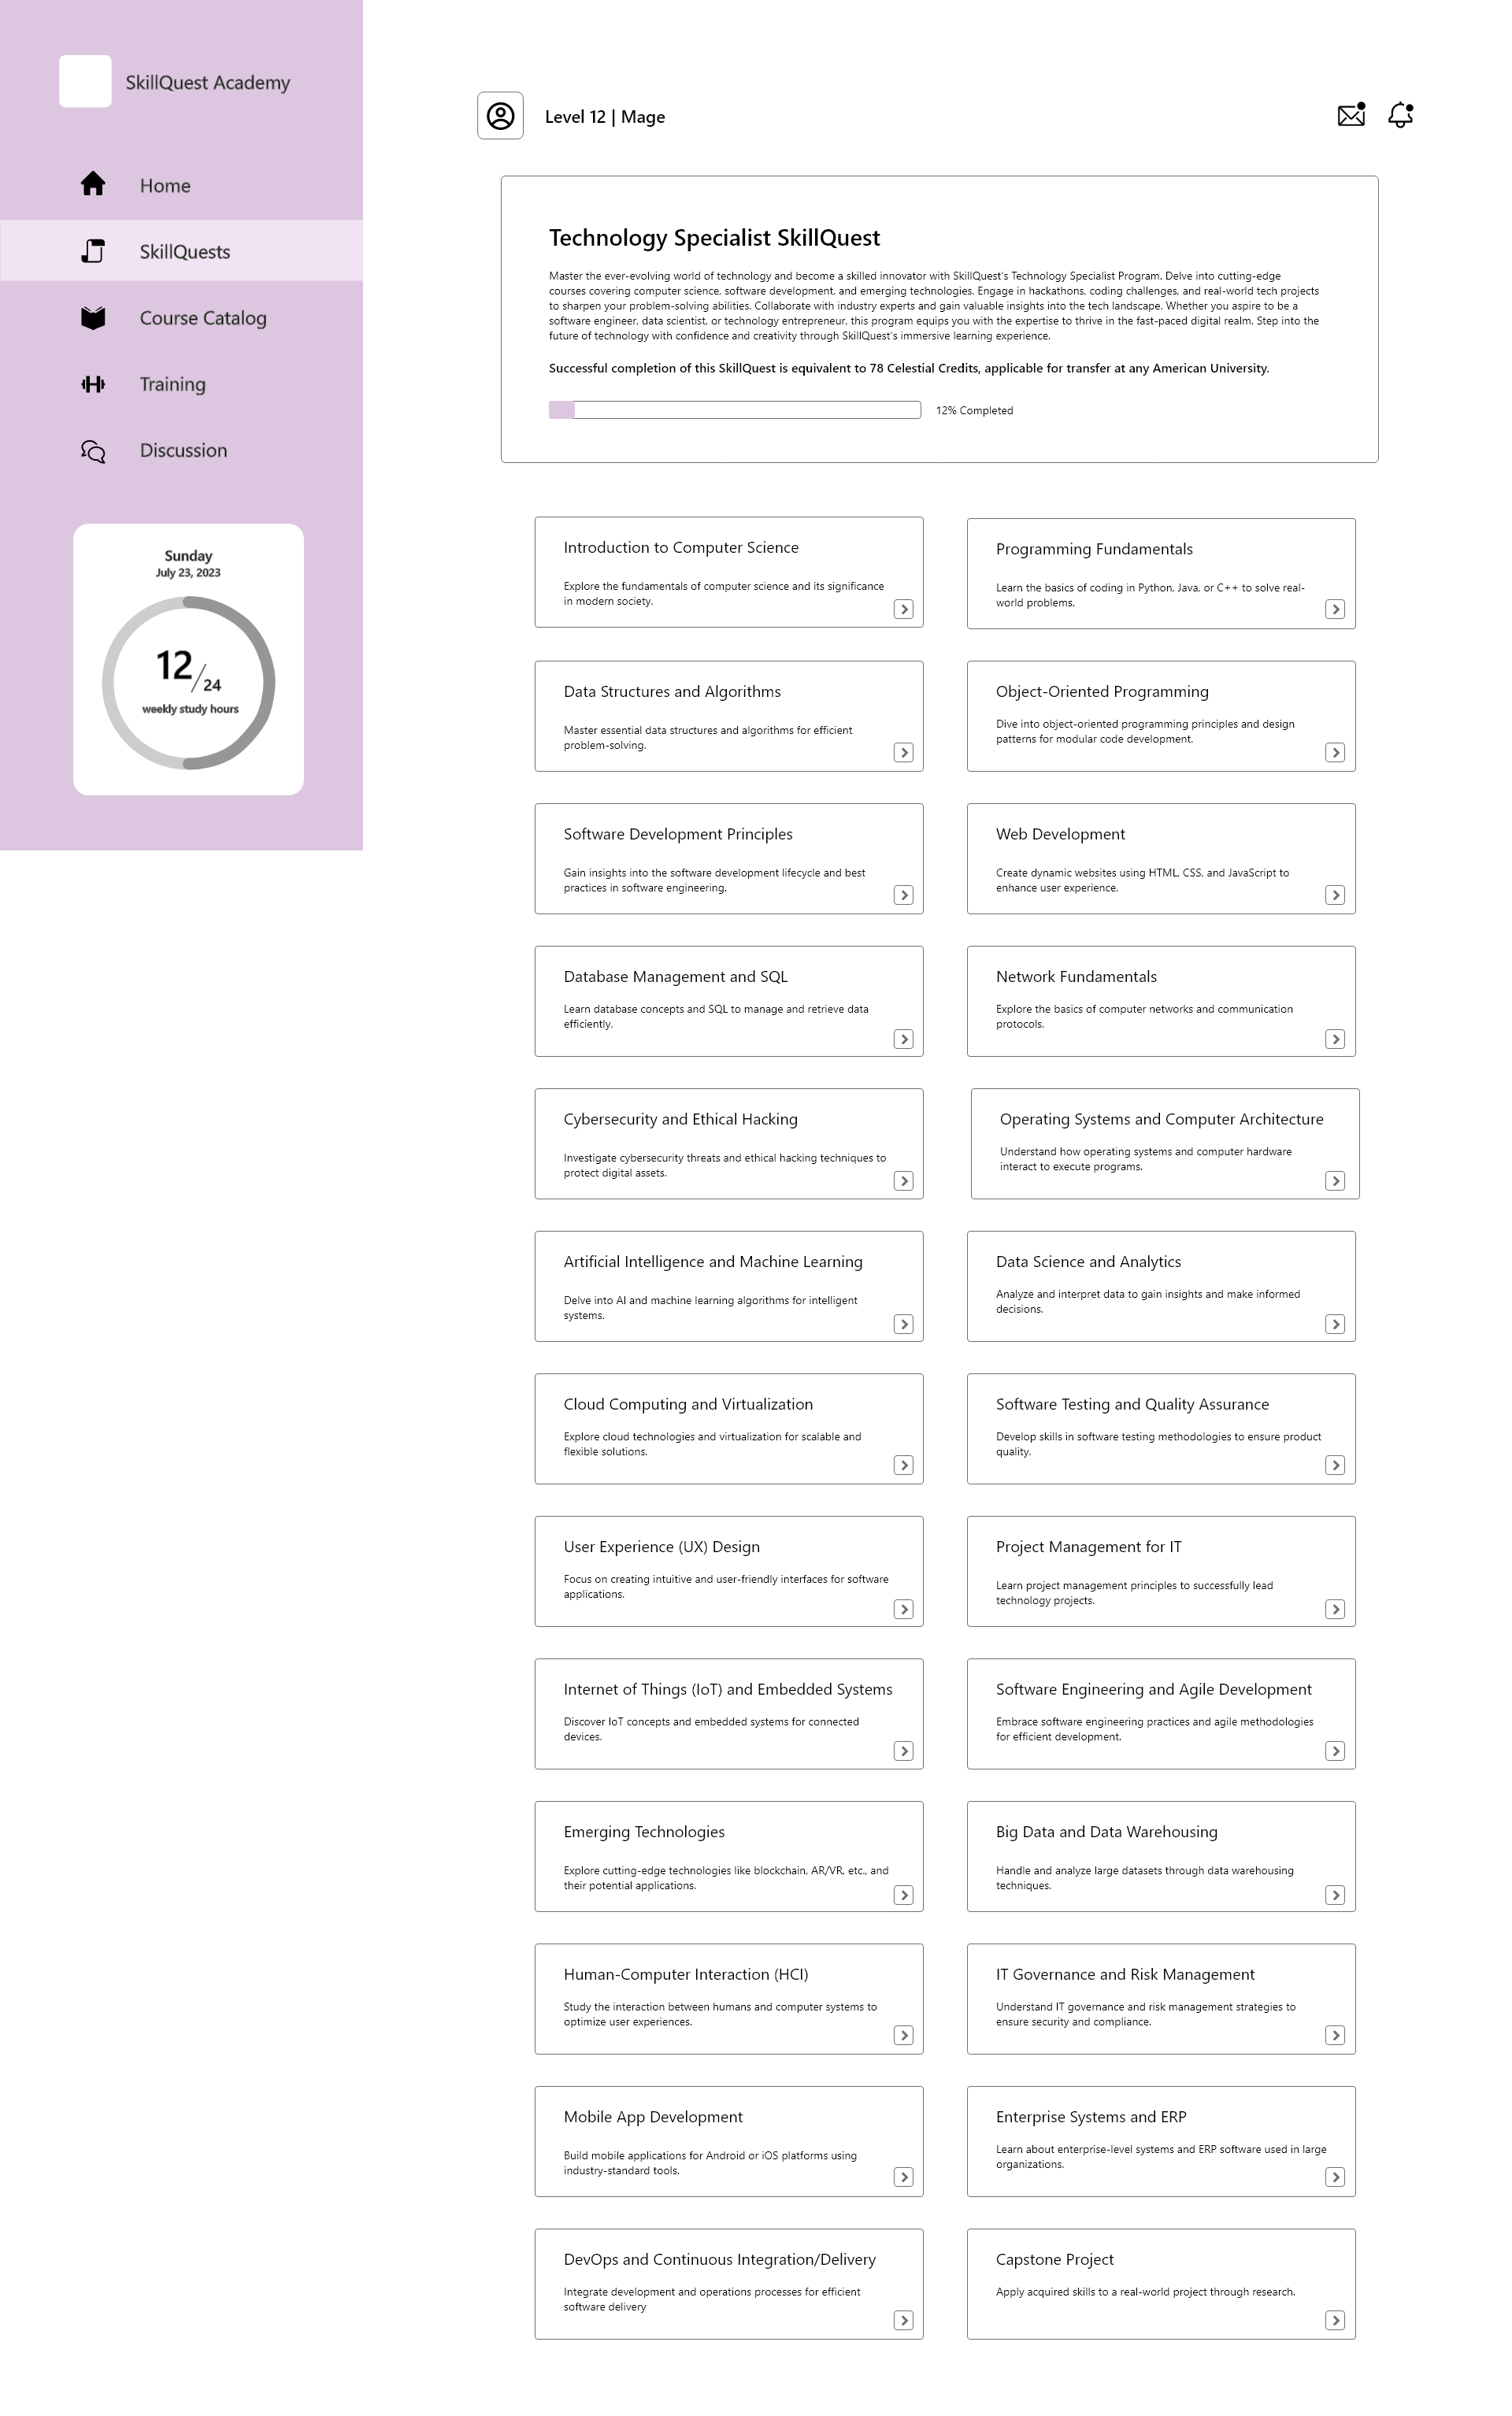 SkillQuest Academy
Home
SkillQuests
Course Catalog
Training
Discussion
Sunday
July 23, 2023
12/24
weekly study hours
Level 12 | Mage
Technology Specialist SkillQuest
Master the ever-evolving world of technology and become a skilled innovator with SkillQuest's Technology Specialist Program. Delve into cutting-edge
courses covering computer science, software development, and emerging technologies. Engage in hackathons, coding challenges, and real-world tech projects
to sharpen your problem-solving abilities. Collaborate with industry experts and gain valuable insights into the tech landscape. Whether you aspire to be a
software engineer, data scientist, or technology entrepreneur, this program equips you with the expertise to thrive in the fast-paced digital realm. Step into the
future of technology with confidence and creativity through SkillQuest's immersive learning experience.
Successful completion of this SkillQuest is equivalent to 78 Celestial Credits, applicable for transfer at any American University.
12% Completed
Introduction to Computer Science
Explore the fundamentals of computer science and its significance
in modern society.
Programming Fundamentals
Learn the basics of coding in Python, Java, or C++ to solve real-
world problems.
Data Structures and Algorithms
Master essential data structures and algorithms for efficient
problem-solving.
Object-Oriented Programming
Dive into object-oriented programming principles and design
patterns for modular code development.
Software Development Principles
Gain insights into the software development lifecycle and best
practices in software engineering.
Web Development
Create dynamic websites using HTML, CSS, and JavaScript to
enhance user experience.
Database Management and SQL
Learn database concepts and SQL to manage and retrieve data
efficiently.
Network Fundamentals
Explore the basics of computer networks and communication
protocols.
Cybersecurity and Ethical Hacking
Investigate cybersecurity threats and ethical hacking techniques to
protect digital assets.
Operating Systems and Computer Architecture
Understand how operating systems and computer hardware
interact to execute programs.
Artificial Intelligence and Machine Learning
Delve into AI and machine learning algorithms for intelligent
systems.
Data Science and Analytics
Analyze and interpret data to gain insights and make informed
decisions.
Cloud Computing and Virtualization
Explore cloud technologies and virtualization for scalable and
flexible solutions.
Software Testing and Quality Assurance
Develop skills in software testing methodologies to ensure product
quality.
User Experience (UX) Design
Focus on creating intuitive and user-friendly interfaces for software
applications.
Project Management for IT
Learn project management principles to successfully lead
technology projects.
Internet of Things (IoT) and Embedded Systems
Discover IoT concepts and embedded systems for connected
devices.
Software Engineering and Agile Development
Embrace software engineering practices and agile methodologies
for efficient development.
Emerging Technologies
Explore cutting-edge technologies like blockchain, AR/VR, etc., and
their potential applications.
Big Data and Data Warehousing
Handle and analyze large datasets through data warehousing
techniques.
Human-Computer Interaction (HCI)
Study the interaction between humans and computer systems to
optimize user experiences.
IT Governance and Risk Management
Understand IT governance and risk management strategies to
ensure security and compliance.
Mobile App Development
Build mobile applications for Android or iOS platforms using
industry-standard tools.
Enterprise Systems and ERP
Learn about enterprise-level systems and ERP software used in large
organizations.
DevOps and Continuous Integration/Delivery
Integrate development and operations processes for efficient
software delivery
Capstone Project
Apply acquired skills to a real-world project through research.